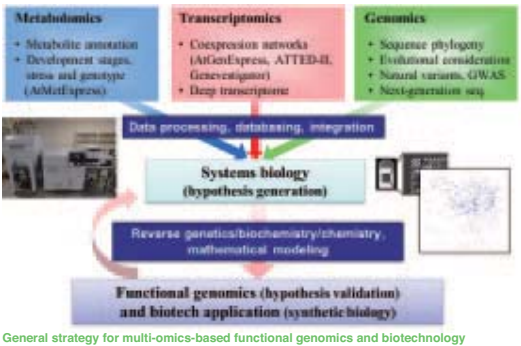 Metabolomics
• Metabolite annotation
• Development stages,
stress and genotype
(AtMetExpress)
Transcriptomics
• Coexpression networks
(AtGenExpress, ATTED-II,
Genevestigator)
• Deep transcriptome
Genomics
• Sequence phylogeny
• Evolutional consideration
• Natural variants, GWAS
• Next-generation seq.
Data processing, databasing, integration
Systems biology
(hypothesis generation)
Reverse genetics/biochemistry/chemistry,
mathematical modeling
Functional genomics (hypothesis validation)
and biotech application (synthetic biology)
General strategy for multi-omics-based functional genomics and biotechnology